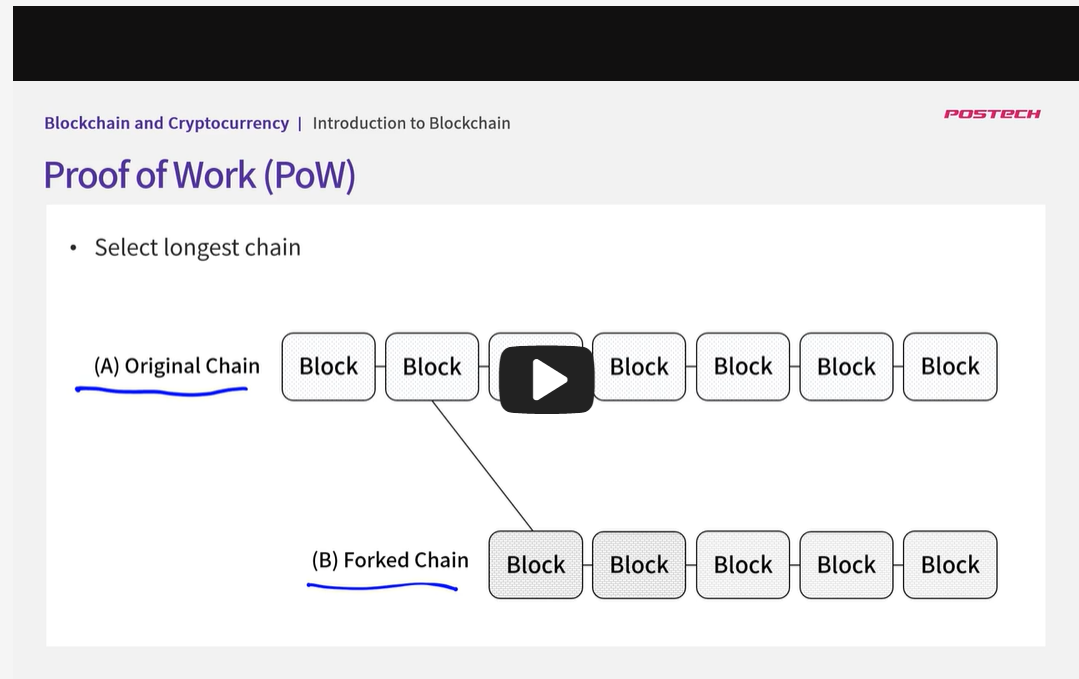 Blockchain and Cryptocurrency | Introduction to Blockchain
POSTECH
Proof of Work (PoW)
• Select longest chain
(A) Original Chain Block Block Block Block Block Block
(B) Forked Chain Block Block Block Block Block